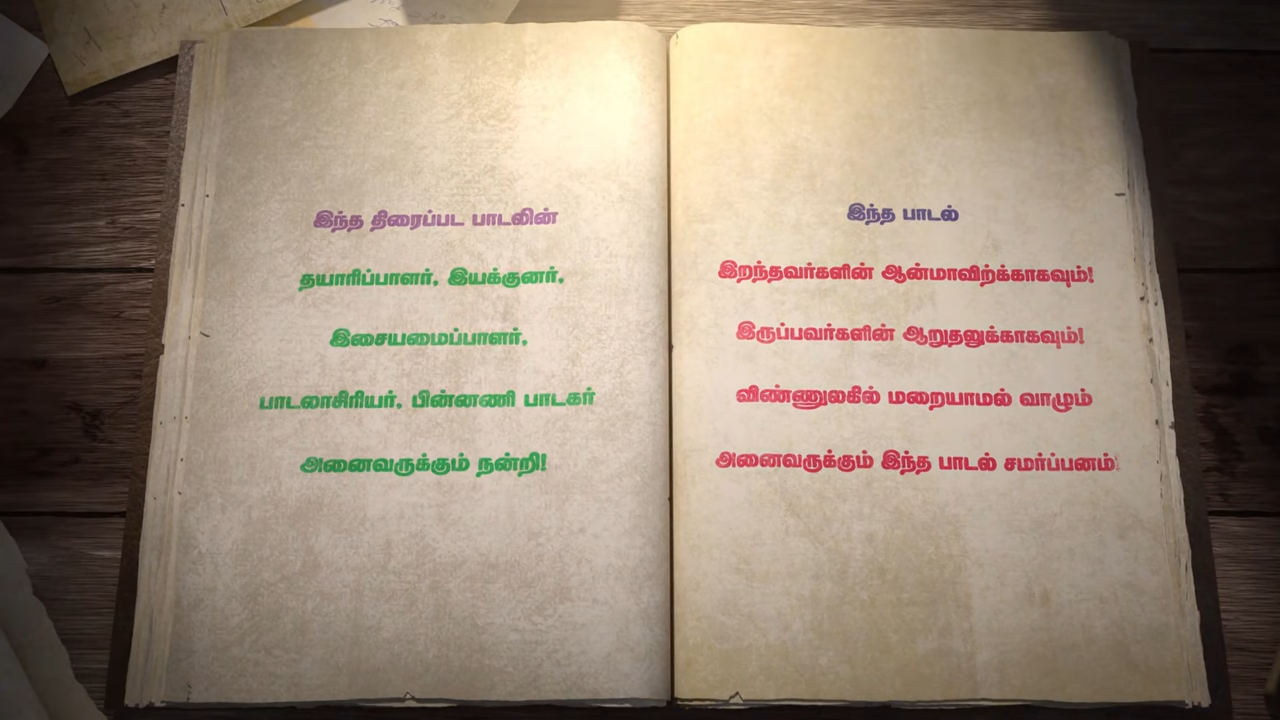 இந்த திரைப்பட பாடலின்
தயாரிப்பாளர், இயக்குனர்,
இசையமைப்பாளர்,
பாடலாசிரியர், பின்னணி பாடகர்
அனைவருக்கும் நன்றி!
இந்த பாடல்
இறந்தவர்களின் ஆன்மாவிற்க்காகவும்!
இருப்பவர்களின் ஆறுதலுக்காகவும்!
விண்ணுலகில் மறையாமல் வாழும்
அனைவருக்கும் இந்த பாடல் சமர்ப்பனம்!